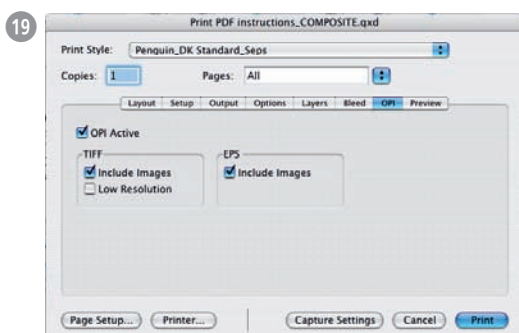 19
Print PDF instructions_COMPOSITE.qxd
Print Style: Penguin_DK Standard_Seps
Copies: 1 Pages: All
Layout Setup Output Options Layers Bleed OPI Preview
OPI Active
TIFF EPS
Include Images Include Images
Low Resolution
Page Setup... Printer... Capture Settings Cancel Print